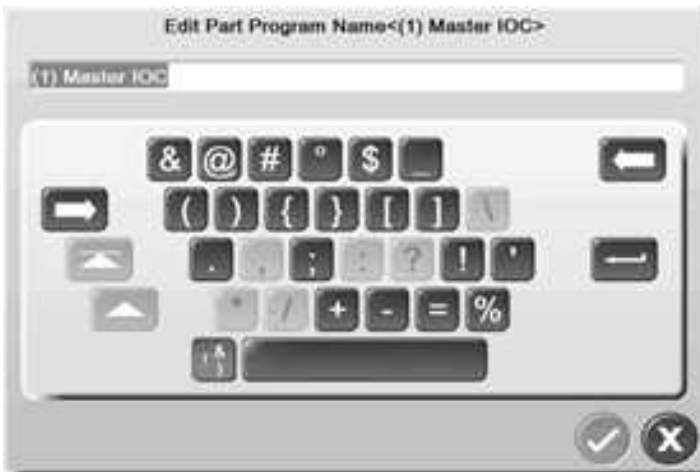 Edit Part Program Name<(1) Master IOC>
(1) Master IOC
& @ # ° $ _
( ) { } [ ] \
. , ; : ? ! '
* / + - = %